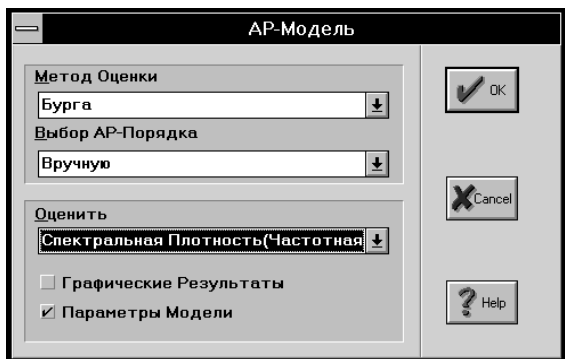 АР-Модель
Метод Оценки
Бурга
Выбор АР-Порядка
Вручную
Оценить
Спектральная Плотность(Частотная
Графические Результаты
Параметры Модели
OK
Cancel
Help